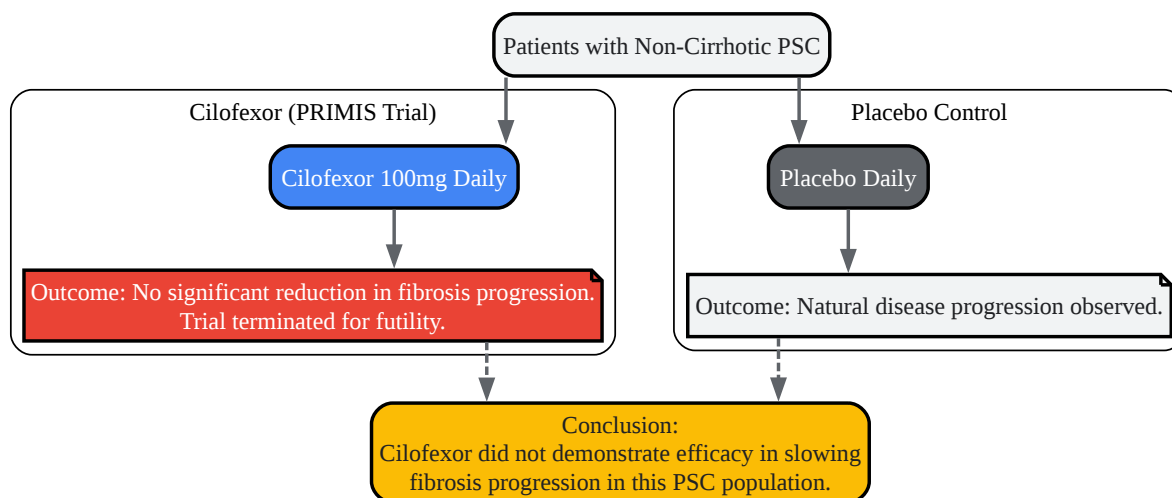 Patients with Non-Cirrhotic PSC
Cilofexor (PRIMIS Trial)
Placebo Control
Cilofexor 100mg Daily
Placebo Daily
Outcome: No significant reduction in fibrosis progression.
Trial terminated for futility.
Outcome: Natural disease progression observed.
Conclusion:
Cilofexor did not demonstrate efficacy in slowing
fibrosis progression in this PSC population.